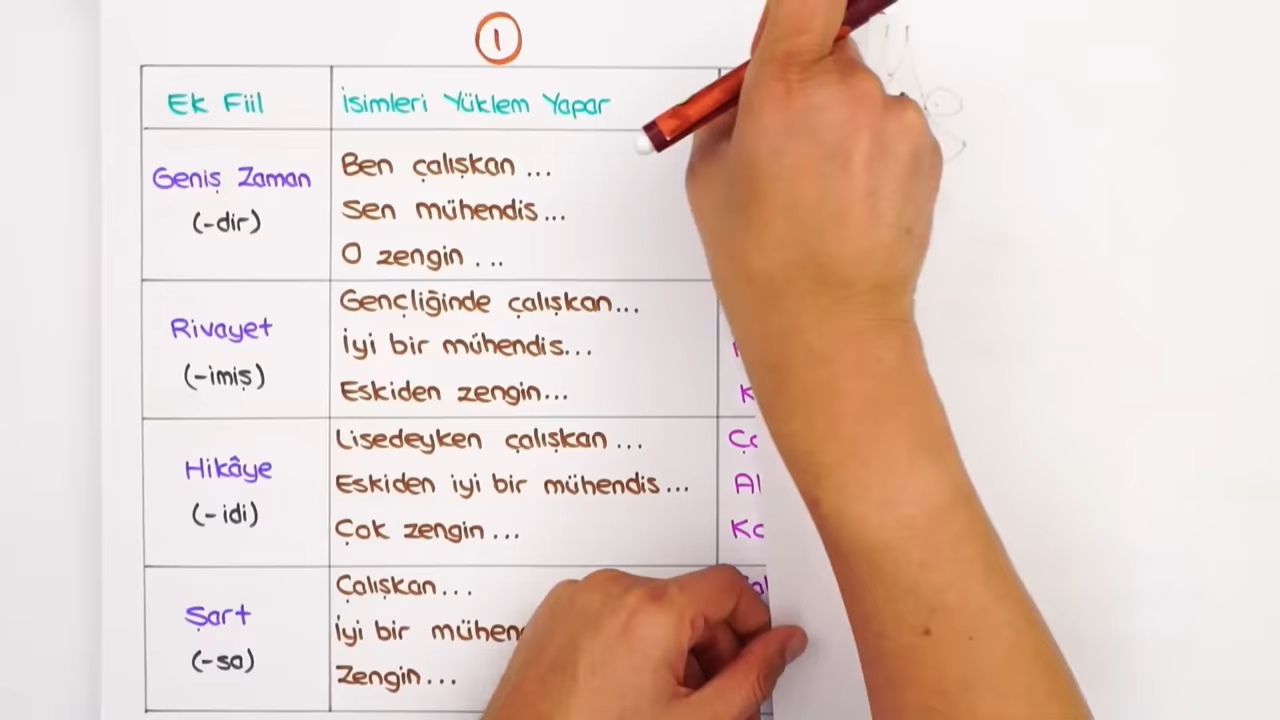 1
Ek Fiil
İsimleri Yüklem Yapar
Geniş Zaman
(-dir)
Ben çalışkan ...
Sen mühendis...
O zengin ...
Rivayet
(-imiş)
Gençliğinde çalışkan...
İyi bir mühendis...
Eskiden zengin...
Hikâye
(-idi)
Lisedeyken çalışkan ...
Eskiden iyi bir mühendis...
Çok zengin ...
Şart
(-sa)
Çalışkan...
İyi bir mühen
Zengin...